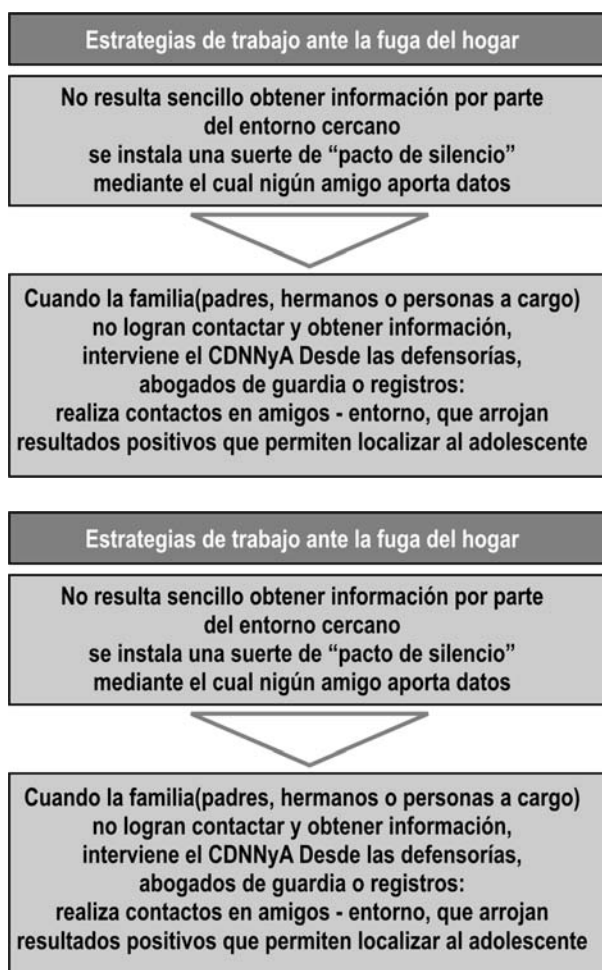 Estrategias de trabajo ante la fuga del hogar
No resulta sencillo obtener información por parte
del entorno cercano
se instala una suerte de “pacto de silencio”
mediante el cual nigún amigo aporta datos
Cuando la familia(padres, hermanos o personas a cargo)
no logran contactar y obtener información,
interviene el CDNNyA Desde las defensorías,
abogados de guardia o registros:
realiza contactos en amigos - entorno, que arrojan
resultados positivos que permiten localizar al adolescente
Estrategias de trabajo ante la fuga del hogar
No resulta sencillo obtener información por parte
del entorno cercano
se instala una suerte de “pacto de silencio”
mediante el cual nigún amigo aporta datos
Cuando la familia(padres, hermanos o personas a cargo)
no logran contactar y obtener información,
interviene el CDNNyA Desde las defensorías,
abogados de guardia o registros:
realiza contactos en amigos - entorno, que arrojan
resultados positivos que permiten localizar al adolescente